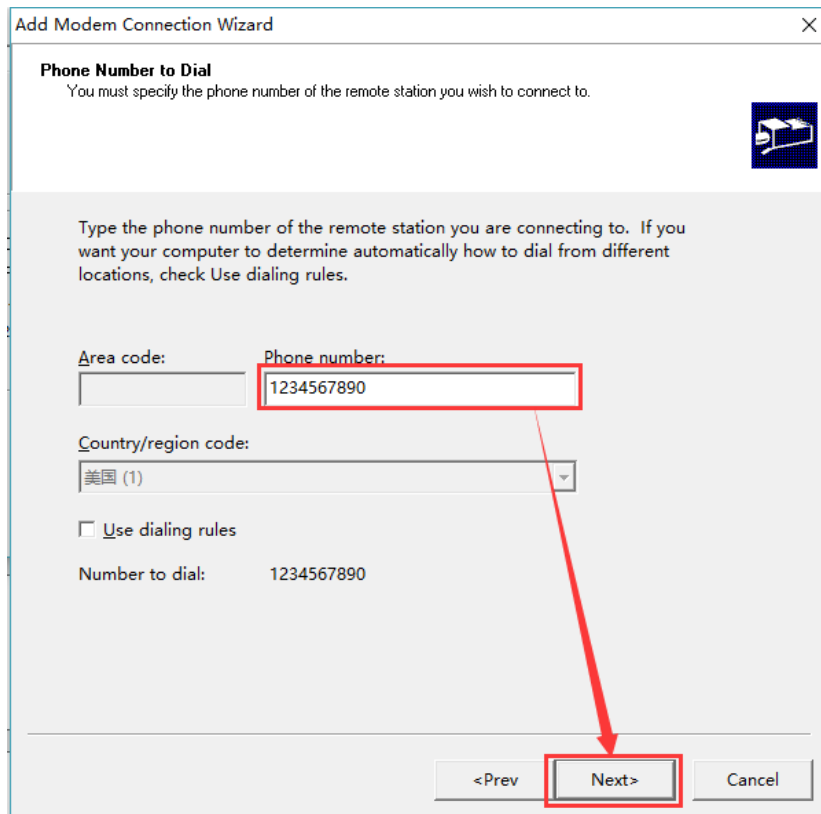 Add Modem Connection Wizard
Phone Number to Dial
You must specify the phone number of the remote station you wish to connect to.
Type the phone number of the remote station you are connecting to. If you
want your computer to determine automatically how to dial from different
locations, check Use dialing rules.
Area code: Phone number:
1234567890
Country/region code:
美国 (1)
Use dialing rules
Number to dial: 1234567890
<Prev Next> Cancel